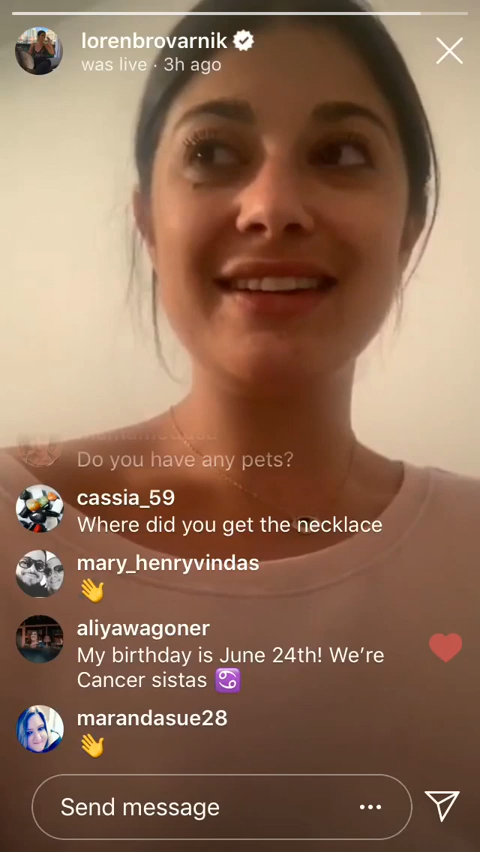 lorenbrovarnik
was live · 3h ago
Do you have any pets?
cassia_59
Where did you get the necklace
mary_henryvindas
👋
aliyawagoner
My birthday is June 24th! We're
Cancer sistas ♋
marandasue28
👋
Send message